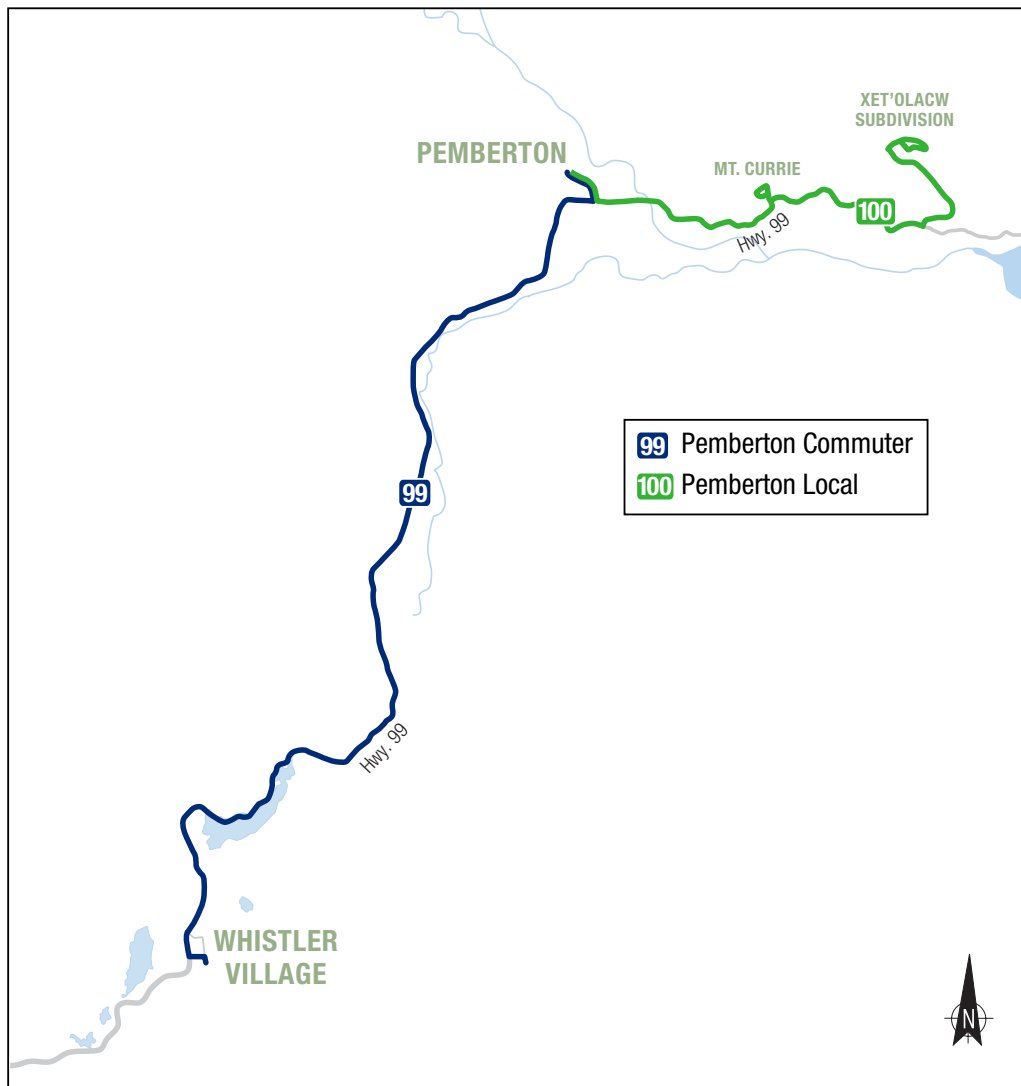 XET'OLACW
SUBDIVISION
PEMBERTON
MT. CURRIE
100
Hwy. 99
99 Pemberton Commuter
100 Pemberton Local
99
Hwy. 99
WHISTLER
VILLAGE
N